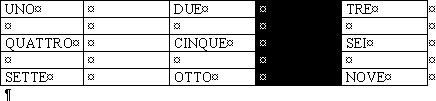 UNO¤ ¤ DUE¤ ¤ TRE ¤
¤ ¤ ¤ ¤ ¤ ¤
QUATTRO¤ ¤ CINQUE¤ ¤ SEI¤ ¤
¤ ¤ ¤ ¤ ¤ ¤
SETTE¤ ¤ OTTO¤ ¤ NOVE¤ ¤
¶